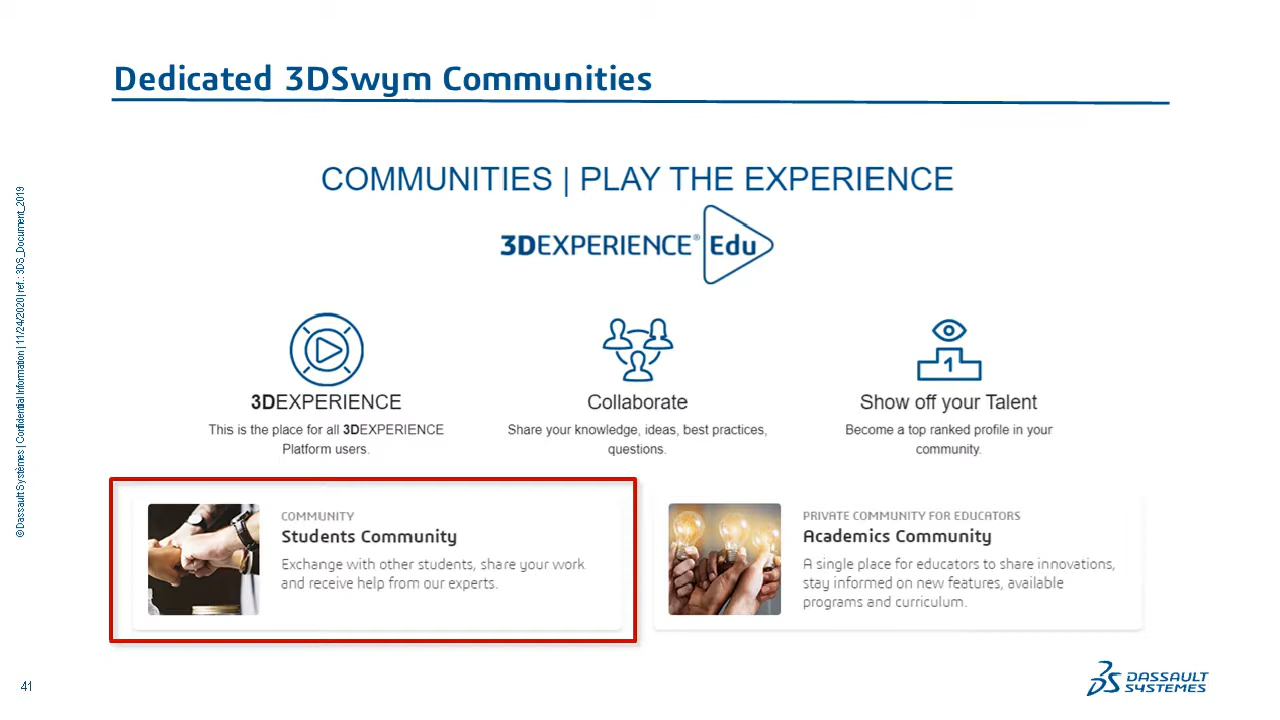 Dedicated 3DSwym Communities
COMMUNITIES | PLAY THE EXPERIENCE
3DEXPERIENCE® Edu
3DEXPERIENCE
This is the place for all 3DEXPERIENCE
Platform users.
Collaborate
Share your knowledge, ideas, best practices,
questions.
1
Show off your Talent
Become a top ranked profile in your
community.
COMMUNITY
Students Community
Exchange with other students, share your work
and receive help from our experts.
PRIVATE COMMUNITY FOR EDUCATORS
Academics Community
A single place for educators to share innovations,
stay informed on new features, available
programs and curriculum.
© Dassault Systèmes | Confidential Information | 11/24/2020 | ref.: 3DS_Document_2019
41
3DS DASSAULT
SYSTEMES